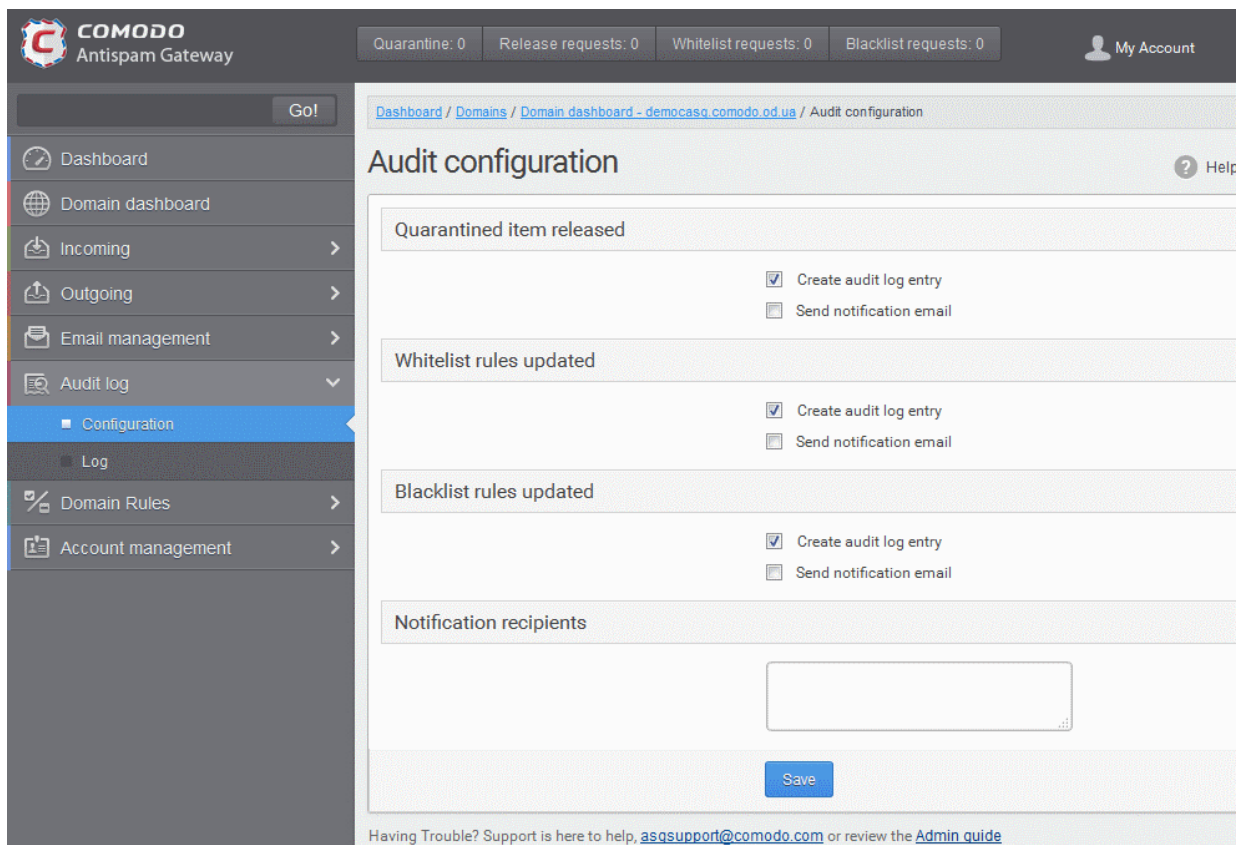 COMODO
Antispam Gateway
Quarantine: 0
Release requests: 0
Whitelist requests: 0
Blacklist requests: 0
My Account
Go!
Dashboard
Domain dashboard
Incoming
Outgoing
Email management
Audit log
Configuration
Log
Domain Rules
Account management
Dashboard / Domains / Domain dashboard - democasg.comodo.od.ua / Audit configuration
Audit configuration
Help
Quarantined item released
Create audit log entry
Send notification email
Whitelist rules updated
Create audit log entry
Send notification email
Blacklist rules updated
Create audit log entry
Send notification email
Notification recipients
Save
Having Trouble? Support is here to help, asgsupport@comodo.com or review the Admin guide